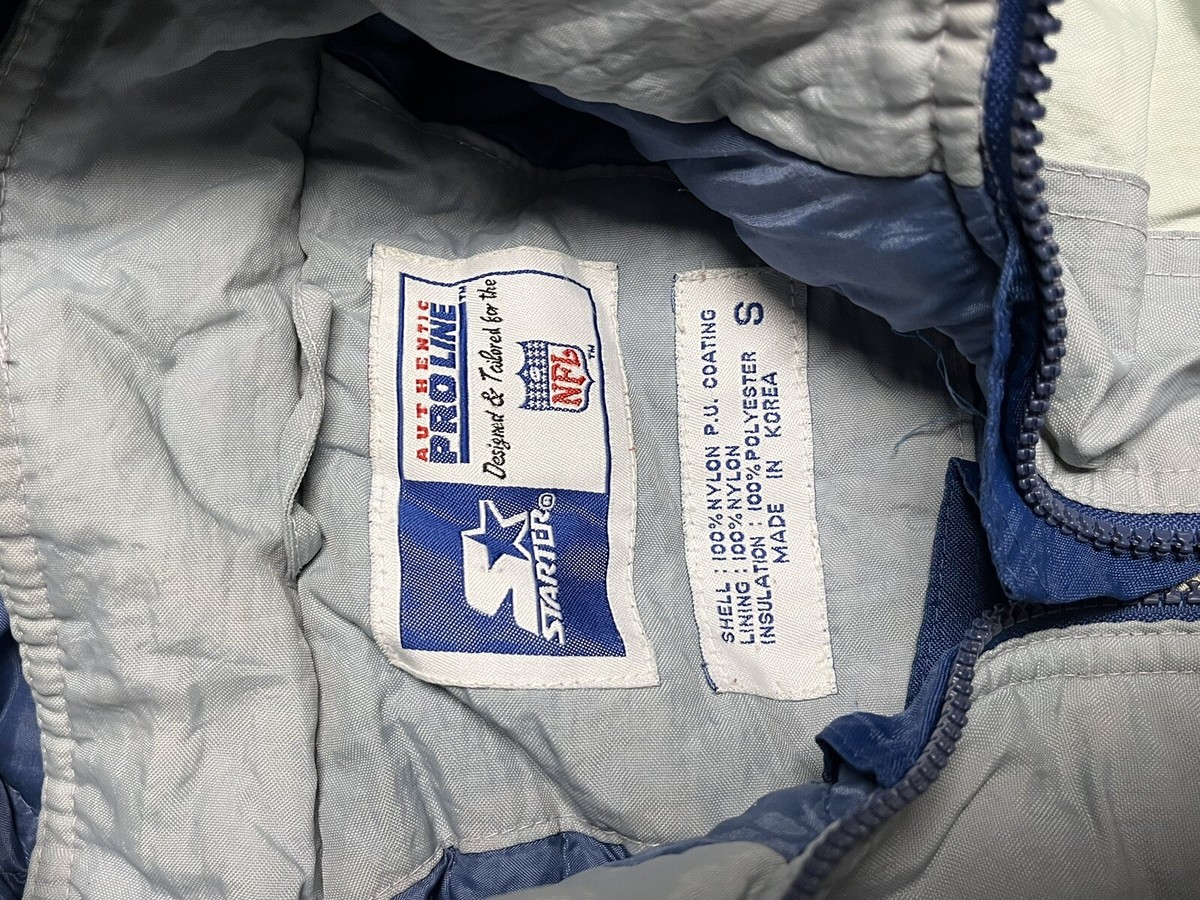 AUTHENTIC
PRO LINE™
Designed & Tailored for the
NFL™
STARTER®
S
SHELL : 100% NYLON P.U. COATING
LINING : 100% NYLON
INSULATION : 100% POLYESTER
MADE IN KOREA